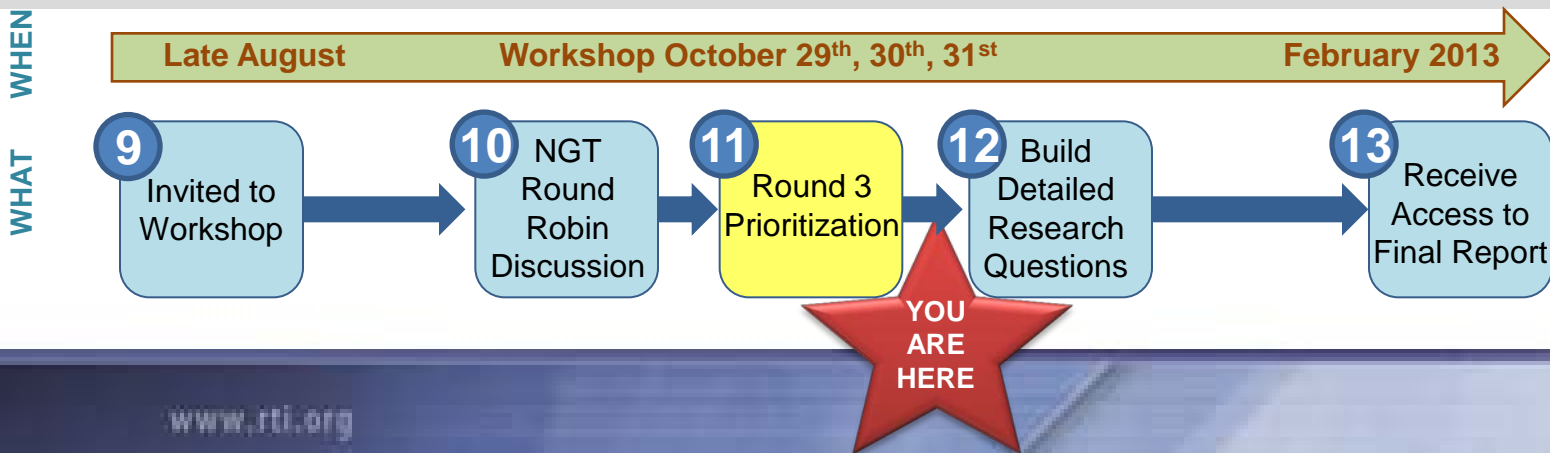 WHEN
Late August Workshop October 29th, 30th, 31st February 2013
WHAT
9
Invited to
Workshop
10
NGT
Round
Robin
Discussion
11
Round 3
Prioritization
12
Build
Detailed
Research
Questions
13
Receive
Access to
Final Report
YOU
ARE
HERE
www.rti.org